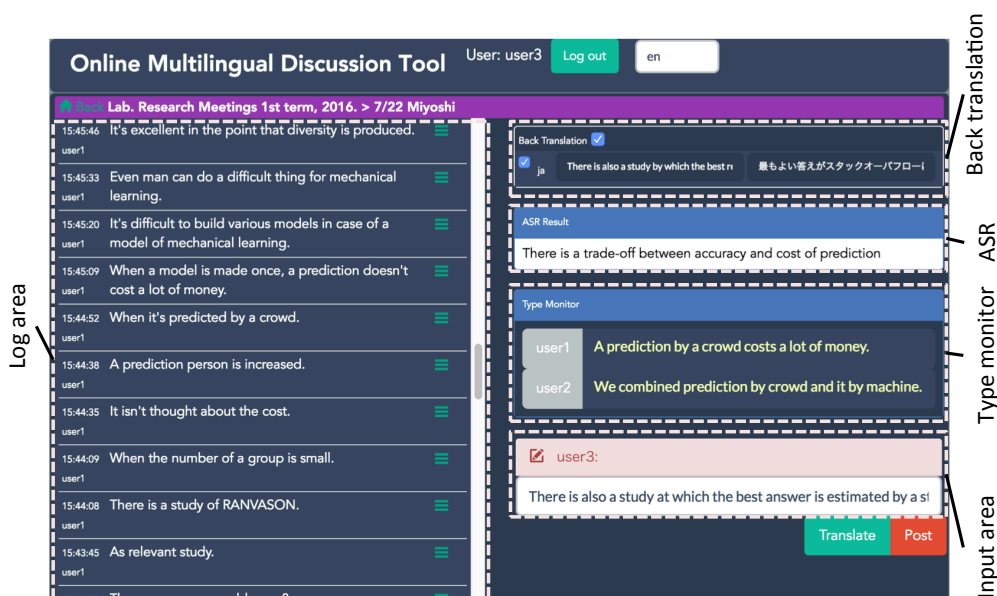 Online Multilingual Discussion Tool
User: user3
Log out
en
Back Lab. Research Meetings 1st term, 2016. > 7/22 Miyoshi
15:45:46 It's excellent in the point that diversity is produced.
user1
15:45:33 Even man can do a difficult thing for mechanical
learning.
user1
15:45:20 It's difficult to build various models in case of a
user1 model of mechanical learning.
15:45:09 When a model is made once, a prediction doesn't
user1 cost a lot of money.
15:44:52 When it's predicted by a crowd.
user1
15:44:38 A prediction person is increased.
user1
15:44:35 It isn't thought about the cost.
user1
15:44:09 When the number of a group is small.
user1
15:44:08 There is a study of RANVASON.
user1
15:43:45 As relevant study.
user1
Back Translation
ja There is also a study by which the best 最もよい答えがスタックオーバフロー
ASR Result
There is a trade-off between accuracy and cost of prediction
Type Monitor
user1 A prediction by a crowd costs a lot of money.
user2 We combined prediction by crowd and it by machine.
user3:
There is also a study at which the best answer is estimated by a
Translate
Post
Log area
Back translation
ASR
Type monitor
Input area